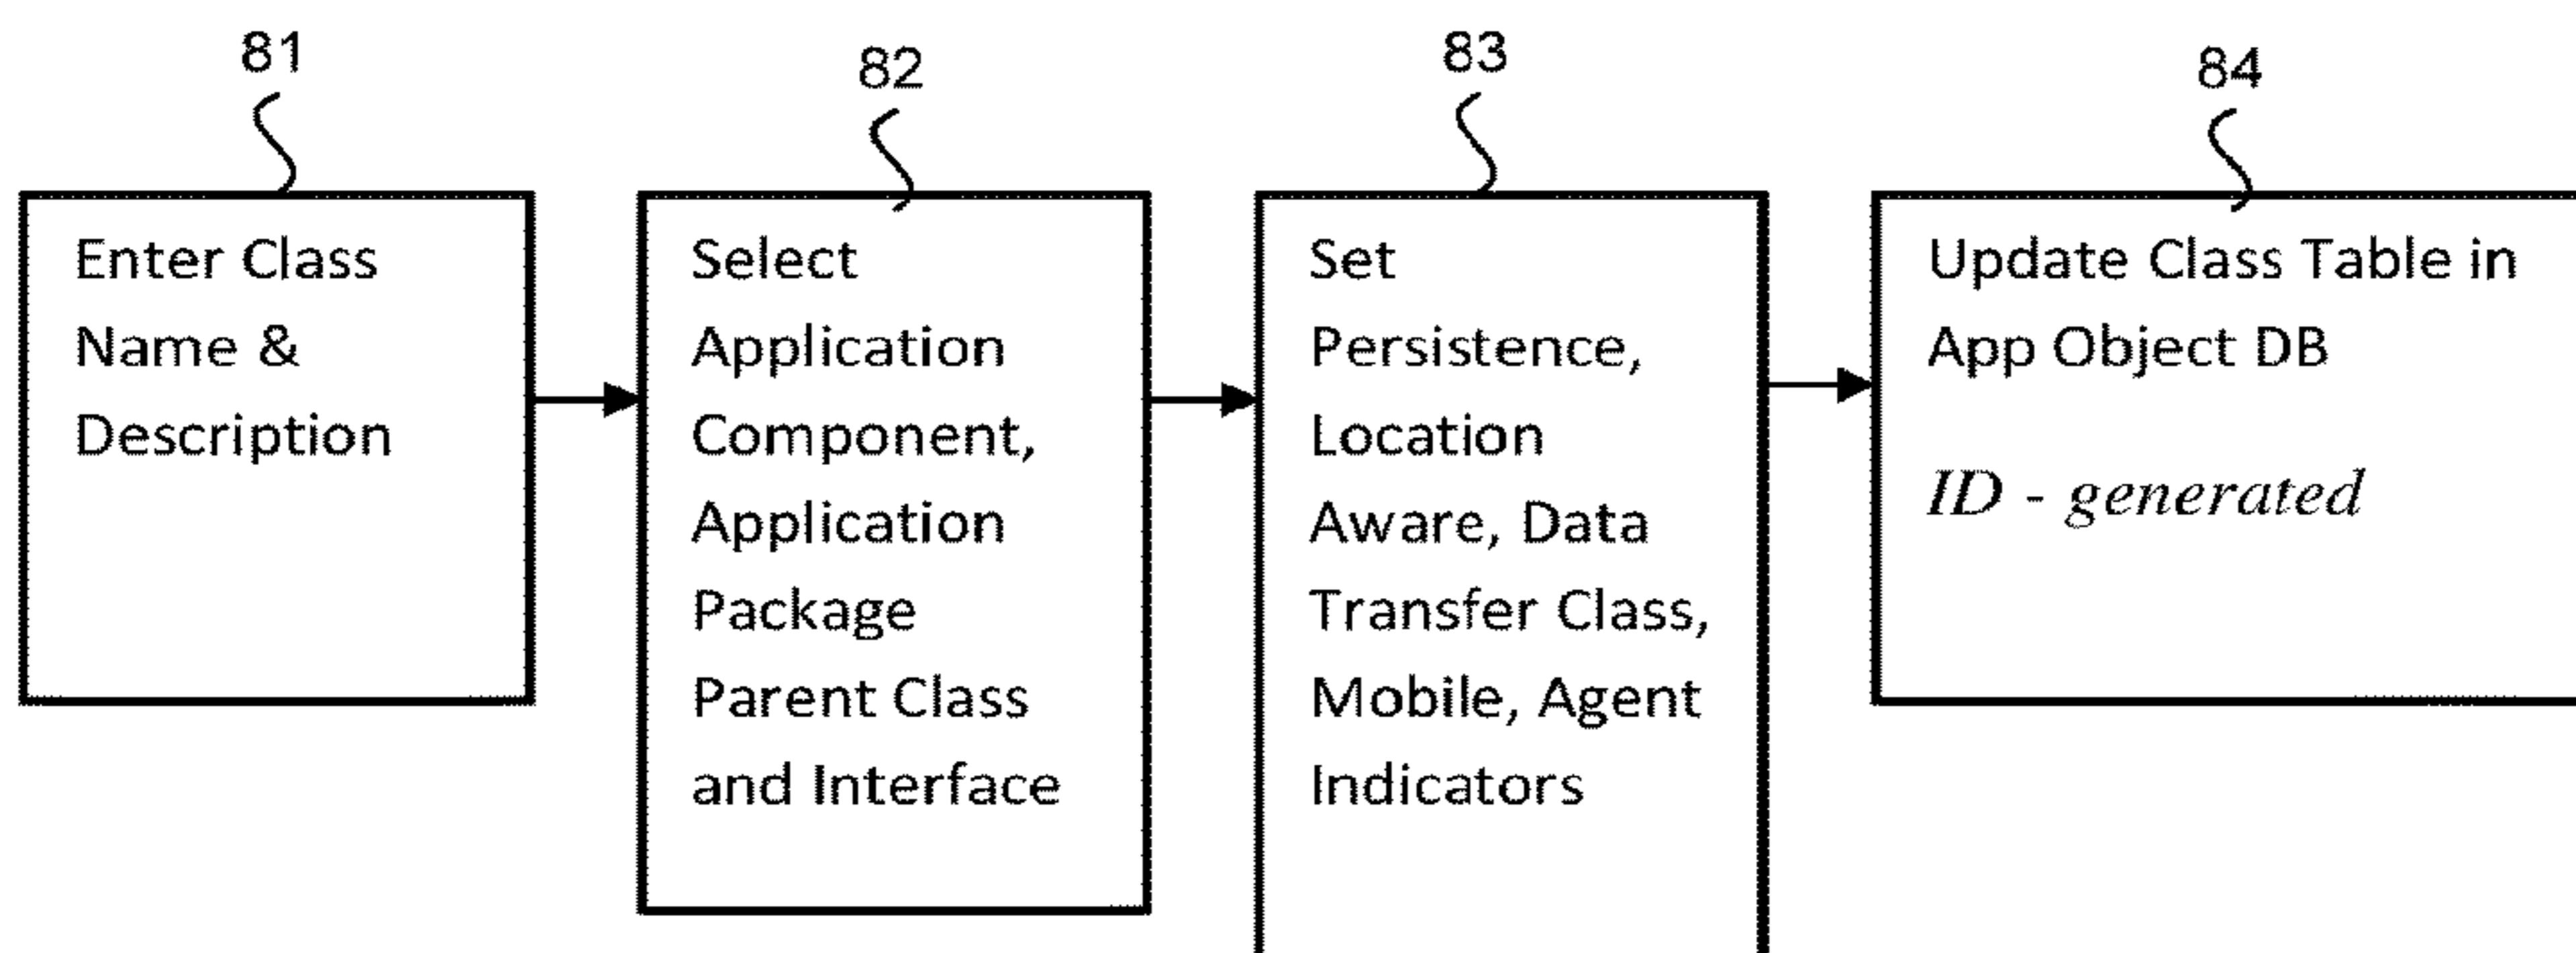 81
82
83
84
Enter Class
Name &
Description
Select
Application
Component,
Application
Package
Parent Class
and Interface
Set
Persistence,
Location
Aware, Data
Transfer Class,
Mobile, Agent
Indicators
Update Class Table in
App Object DB
ID - generated